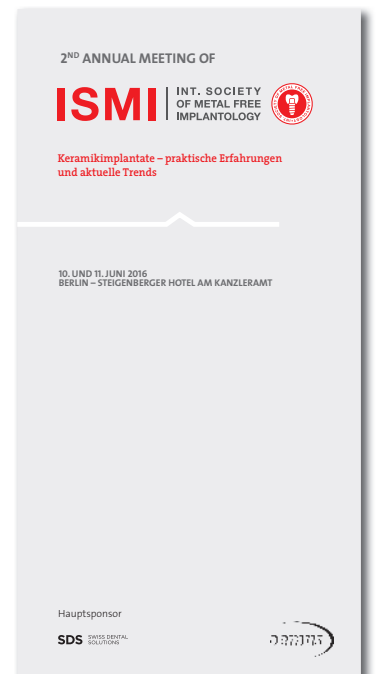 2ND ANNUAL MEETING OF
ISMI
INT. SOCIETY
OF METAL FREE
IMPLANTOLOGY
Keramikimplantate – praktische Erfahrungen
und aktuelle Trends
10. UND 11. JUNI 2016
BERLIN – STEIGENBERGER HOTEL AM KANZLERAMT
Hauptsponsor
SDS
SWISS DENTAL
SOLUTIONS